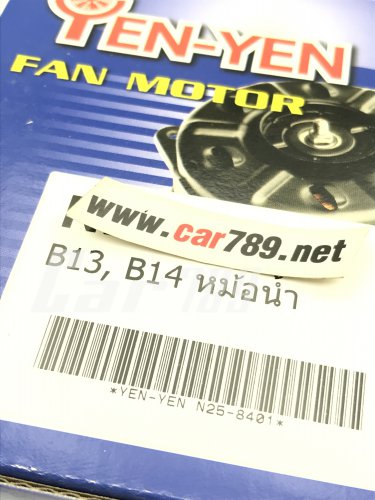 YEN-YEN
FAN MOTOR
www.car789.net
B13, B14 หม้อน้ำ
*YEN-YEN N25-8401*